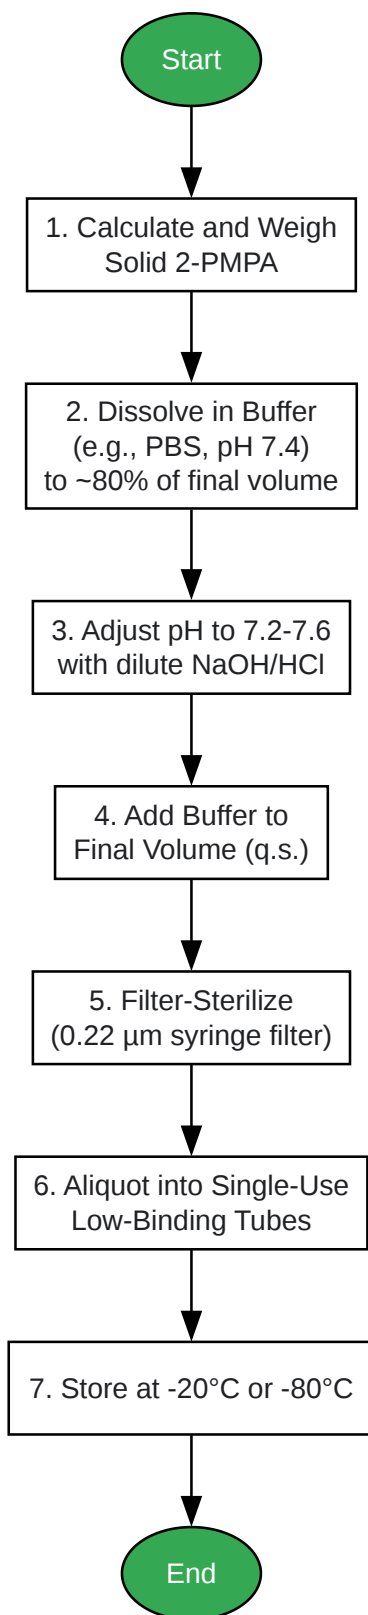 Start
1. Calculate and Weigh
Solid 2-PMPA
2. Dissolve in Buffer
(e.g., PBS, pH 7.4)
to ~80% of final volume
3. Adjust pH to 7.2-7.6
with dilute NaOH/HCl
4. Add Buffer to
Final Volume (q.s.)
5. Filter-Sterilize
(0.22 µm syringe filter)
6. Aliquot into Single-Use
Low-Binding Tubes
7. Store at -20°C or -80°C
End